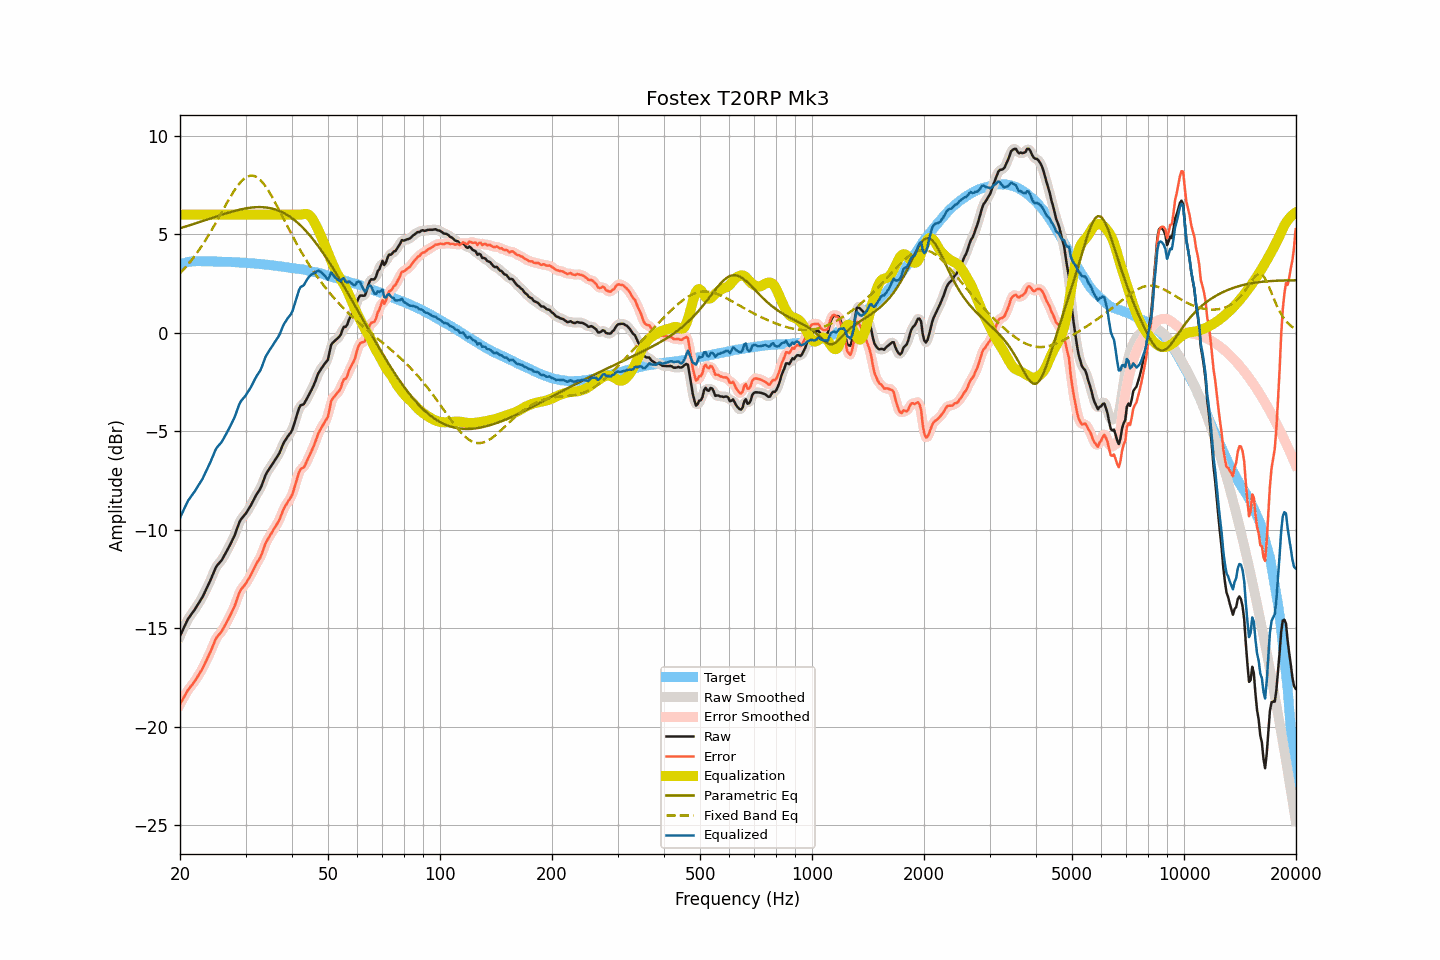 Fostex T20RP Mk3
Amplitude (dBr)
10
5
0
−5
−10
−15
−20
−25
Target
Raw Smoothed
Error Smoothed
Raw
Error
Equalization
Parametric Eq
Fixed Band Eq
Equalized
20 50 100 200 500 1000 2000 5000 10000 20000
Frequency (Hz)